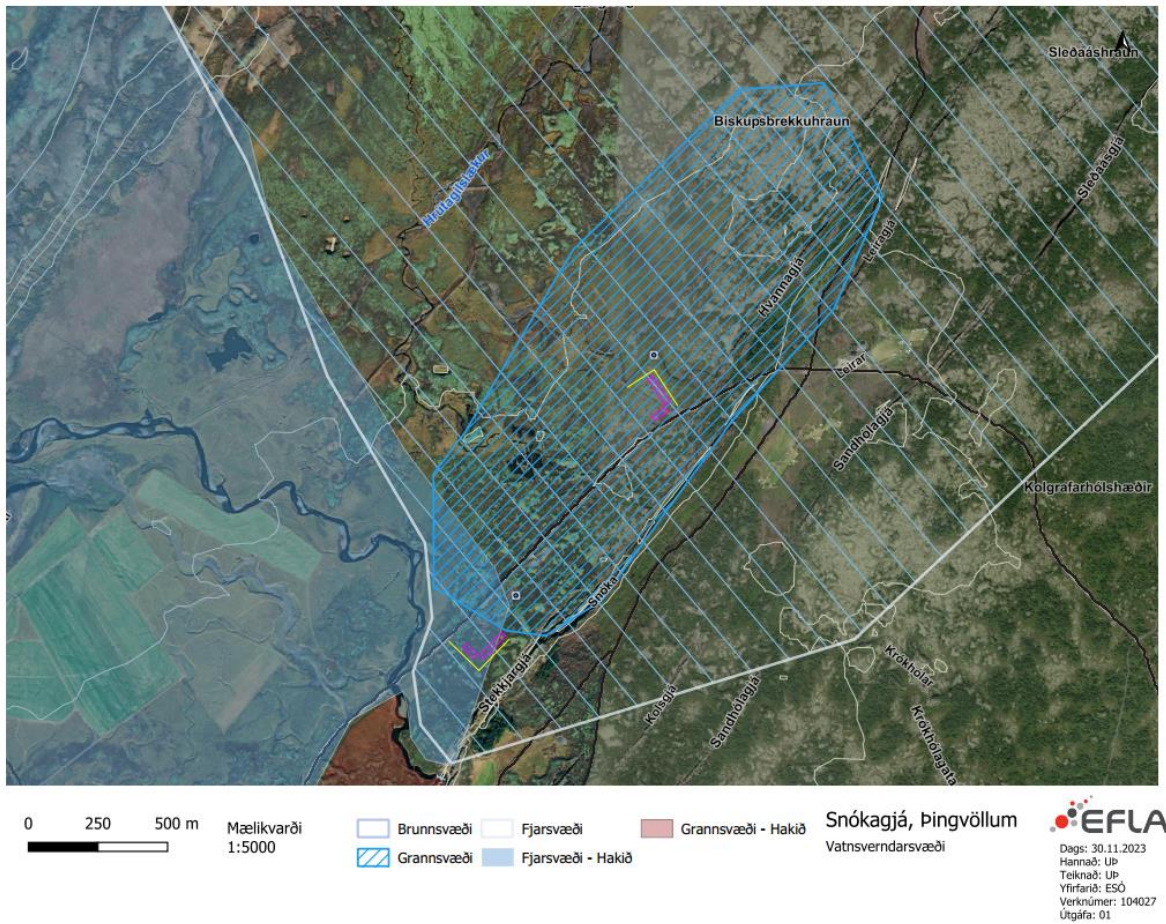 Sleðaáshraun
Biskupsbrekkuhraun
Hrútagilslækur
Sleðaásgjá
Leiragjá
Hvannagjá
Leirar
Sandhólagjá
Kolgrafarhólshæðir
Snóka
Stekkjargjá
Kolsgjá
Sandhólagjá
Krókhólar
Krókhólagata
0 250 500 m
Mælikvarði
1:5000
Brunnsvæði
Fjarsvæði
Grannsvæði - Hakið
Grannsvæði
Fjarsvæði - Hakið
Snókagjá, Þingvöllum
Vatnsverndarsvæði
EFLA
Dags: 30.11.2023
Hannað: UÞ
Teiknað: UÞ
Yfirfarið: ESÓ
Verknúmer: 104027
Útgáfa: 01